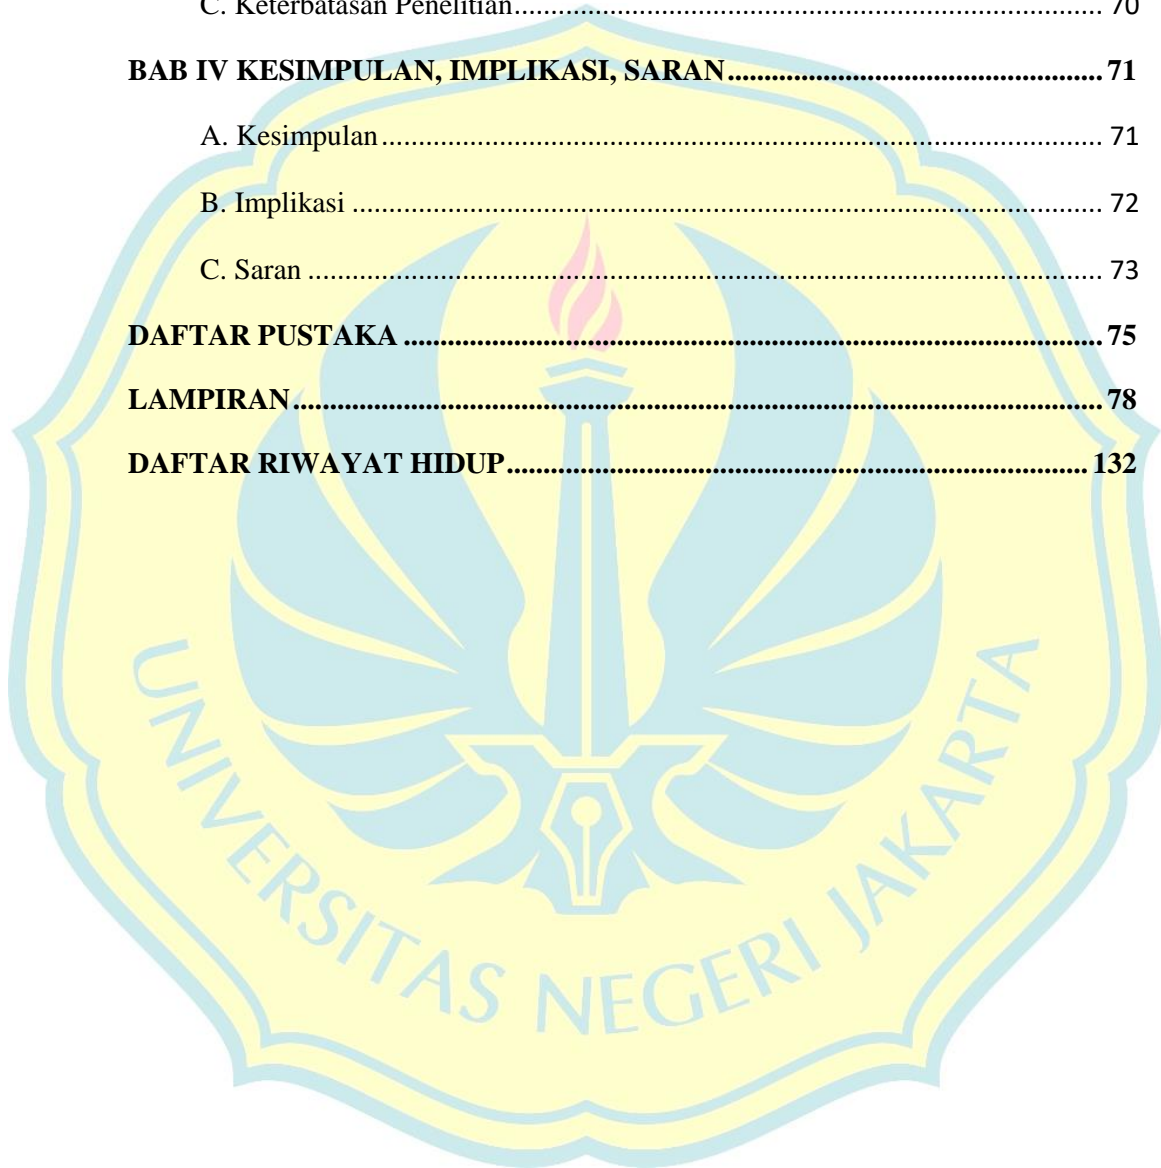 C. Keterbatasan Penelitian.......................................................................................... 70
BAB IV KESIMPULAN, IMPLIKASI, SARAN.................................................... 71
A. Kesimpulan.......................................................................................... 71
B. Implikasi.......................................................................................... 72
C. Saran.......................................................................................... 73
DAFTAR PUSTAKA.......................................................................................... 75
LAMPIRAN.......................................................................................... 78
DAFTAR RIWAYAT HIDUP.......................................................................................... 132
UNIVERSITAS NEGERI JAKARTA